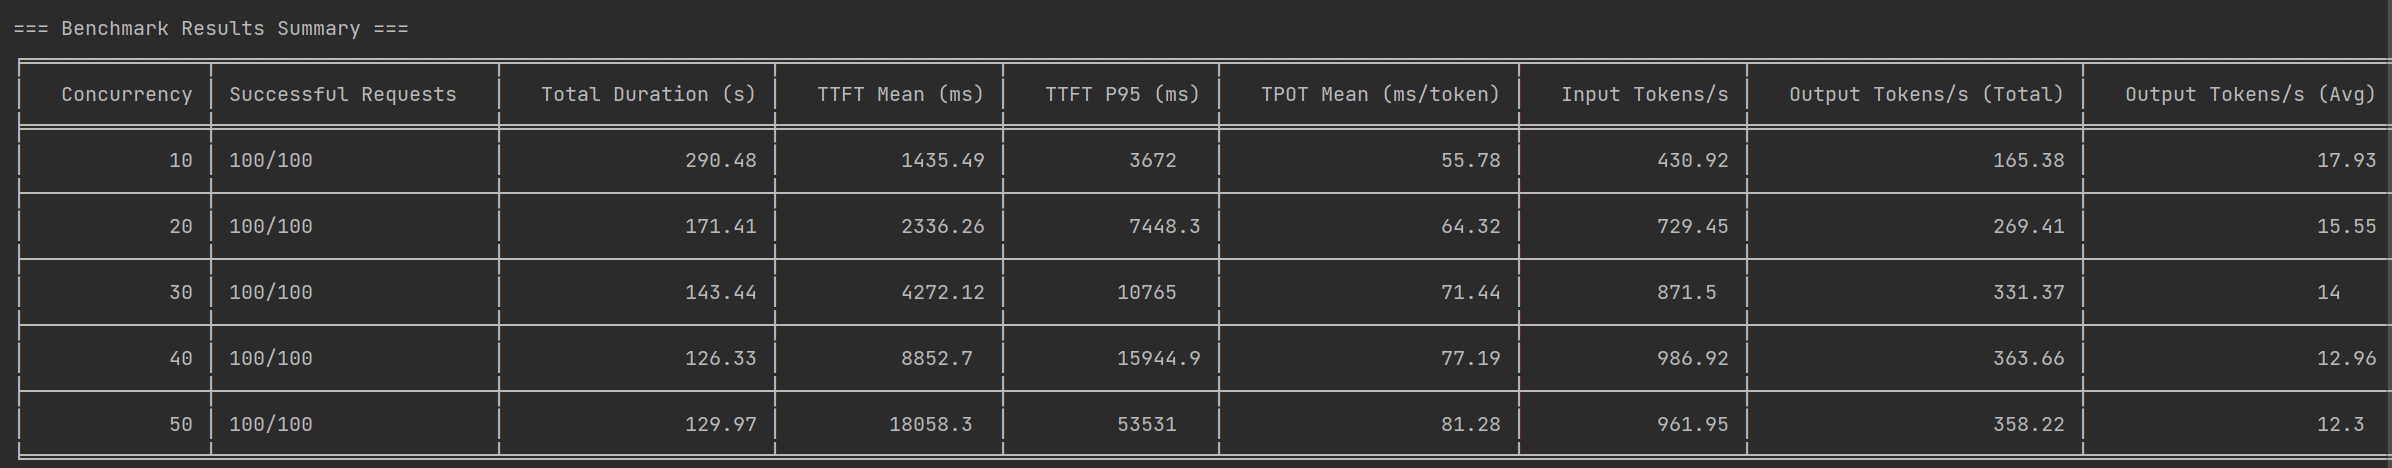 === Benchmark Results Summary ===
Concurrency Successful Requests Total Duration (s) TTFT Mean (ms) TTFT P95 (ms) TPOT Mean (ms/token) Input Tokens/s Output Tokens/s (Total) Output Tokens/s (Avg)
10 100/100 290.48 1435.49 3672 55.78 430.92 165.38 17.93
20 100/100 171.41 2336.26 7448.3 64.32 729.45 269.41 15.55
30 100/100 143.44 4272.12 10765 71.44 871.5 331.37 14
40 100/100 126.33 8852.7 15944.9 77.19 986.92 363.66 12.96
50 100/100 129.97 18058.3 53531 81.28 961.95 358.22 12.3